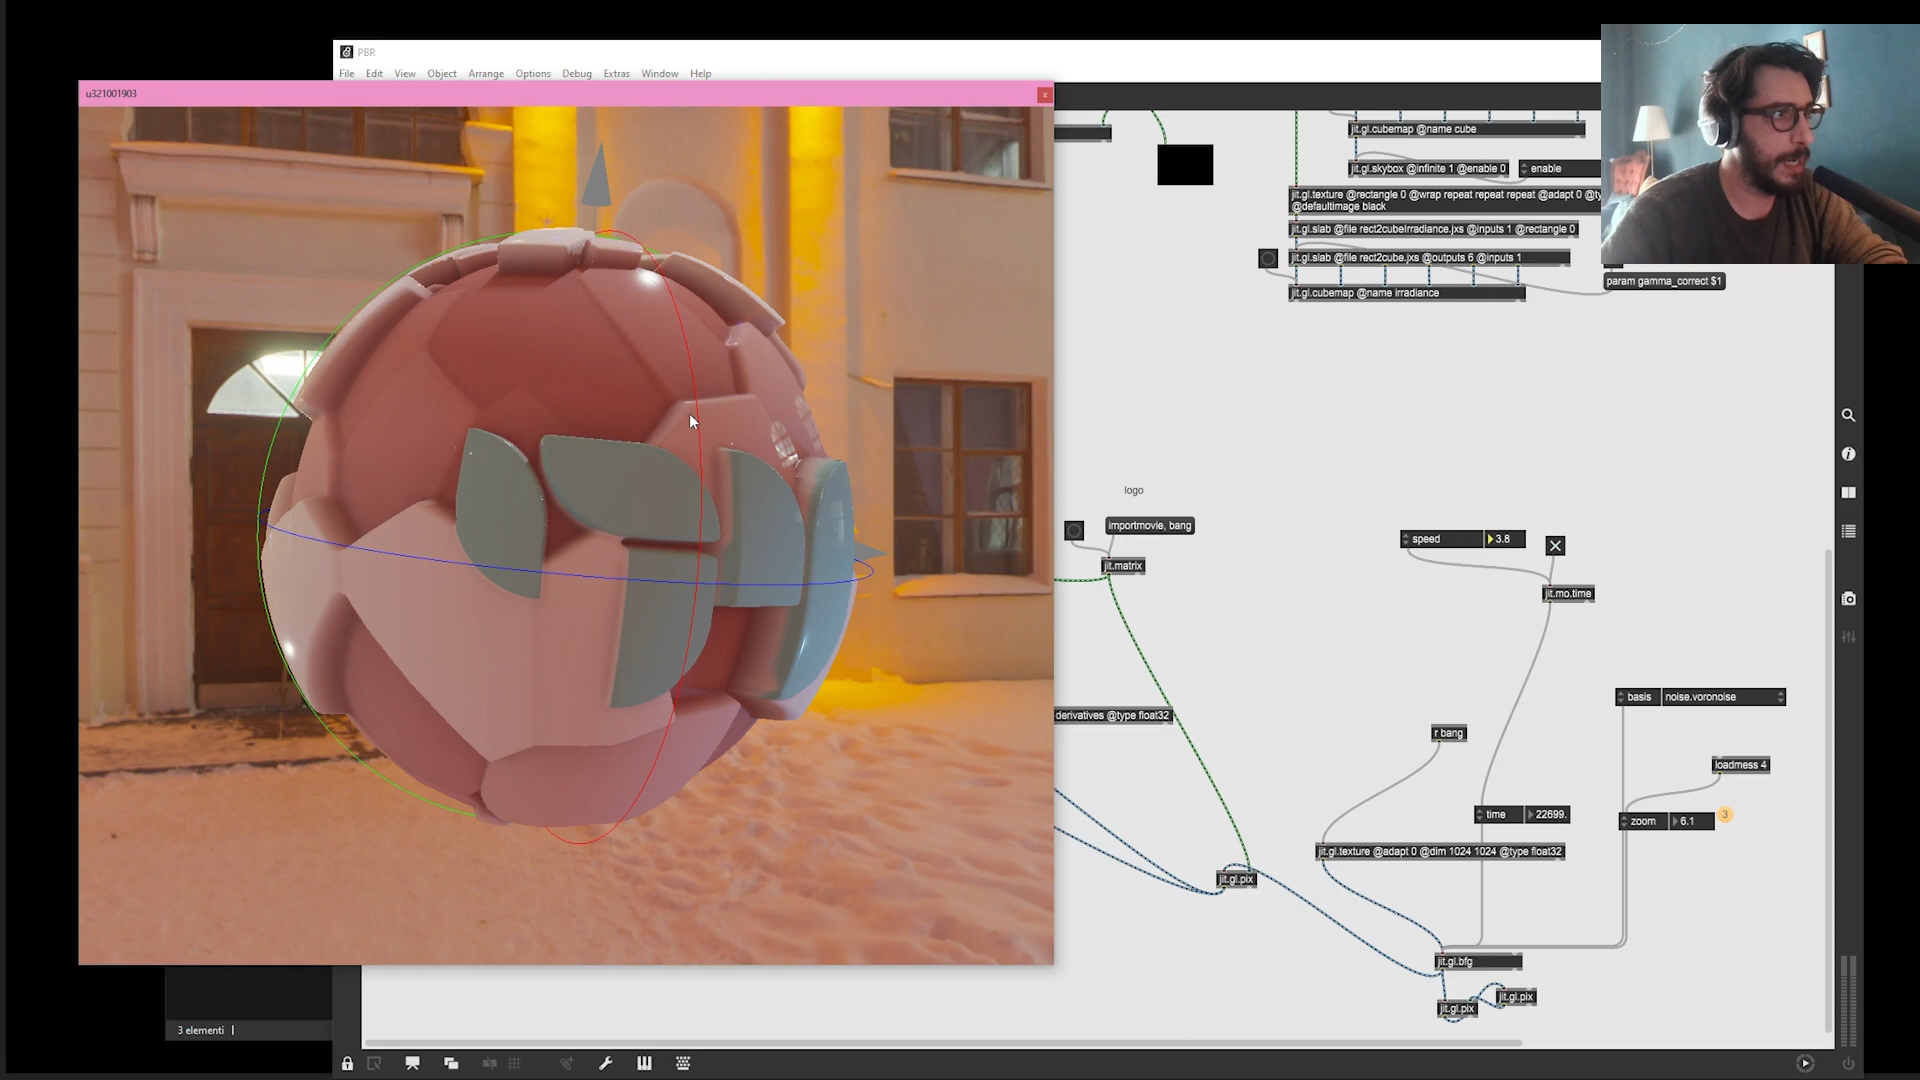 PBR
File Edit View Object Arrange Options Debug Extras Window Help
u321001903
x
jit.gl.cubemap @name cube
jit.gl.skybox @infinite 1 @enable 0
enable
jit.gl.texture @rectangle 0 @wrap repeat repeat repeat @adapt 0
@defaultimage black
jit.gl.slab @file rect2cubeIrradiance.jxs @inputs 1 @rectangle 0
jit.gl.slab @file rect2cube.jxs @outputs 6 @inputs 1
param gamma_correct $1
jit.gl.cubemap @name irradiance
logo
importmovie, bang
speed 3.8
jit.matrix
jit.mo.time
basis noise.voronoise
derivatives @type float32
r bang
loadmess 4
time 22699.
zoom 6.1
3
jit.gl.texture @adapt 0 @dim 1024 1024 @type float32
jit.gl.pix
jit.gl.bfg
jit.gl.pix
jit.gl.pix
3 elementi